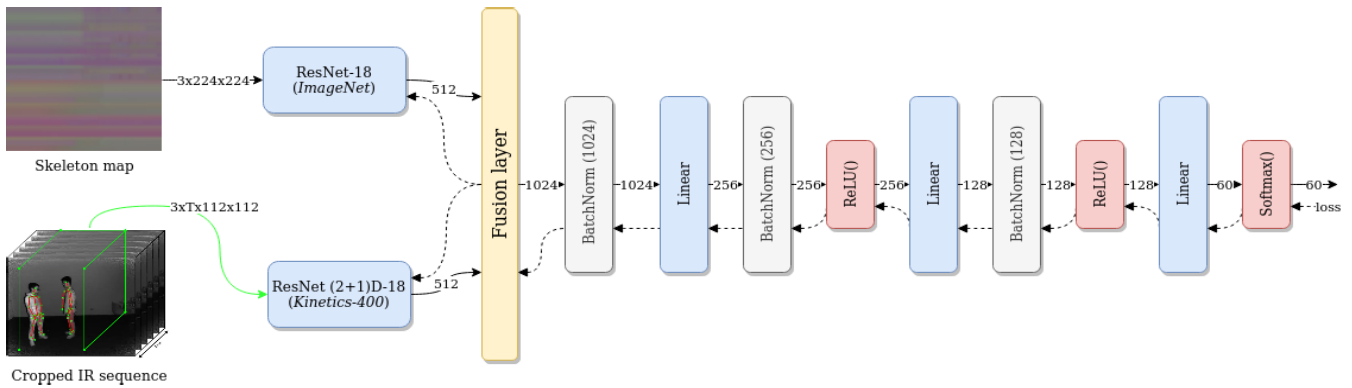 Skeleton map
3x224x224
ResNet-18
(ImageNet)
512
3xTx112x112
Cropped IR sequence
ResNet (2+1)D-18
(Kinetics-400)
512
Fusion layer
1024
BatchNorm (1024)
1024
Linear
256
BatchNorm (256)
256
ReLU()
256
Linear
128
BatchNorm (128)
128
ReLU()
128
Linear
60
Softmax()
60
loss